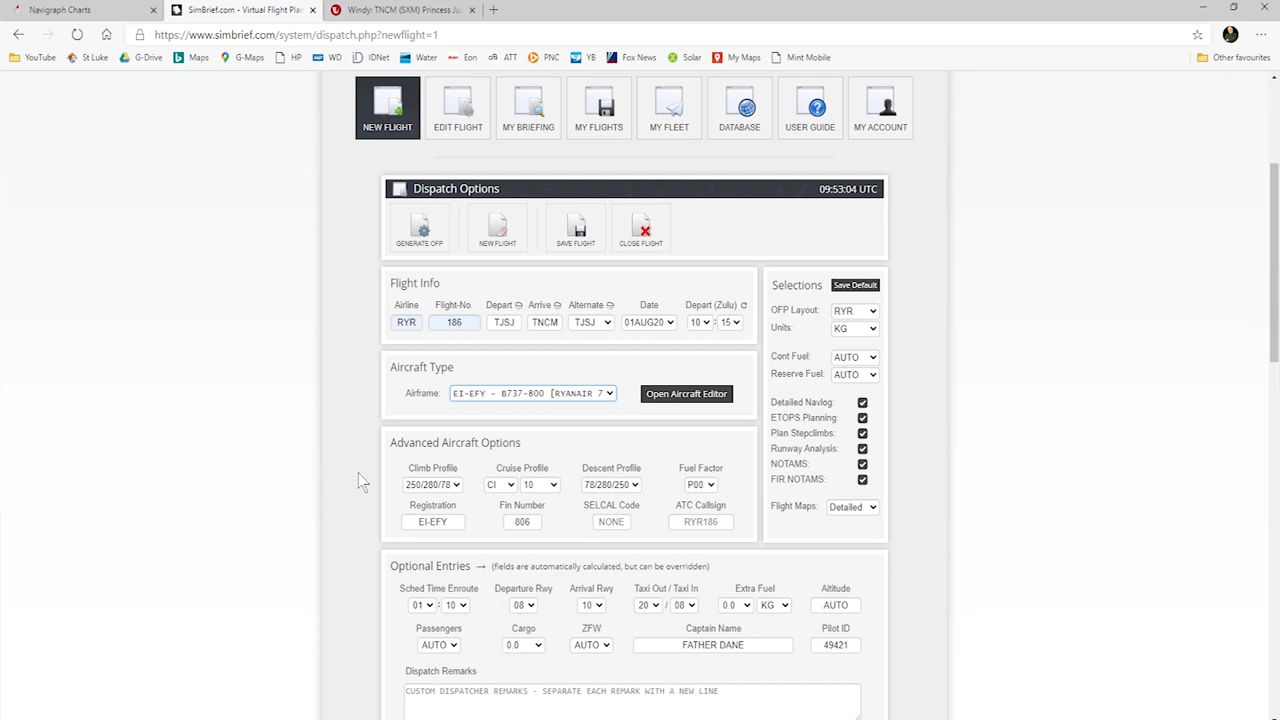 Navigraph Charts
SimBrief.com - Virtual Flight Pla
Windy: TNCM (SXM) Princess Jul
https://www.simbrief.com/system/dispatch.php?newflight=1
YouTube St Luke G-Drive Maps G-Maps HP WD IDNet Water Eon ATT PNC YB Fox News Solar My Maps Mint Mobile Other favourites
NEW FLIGHT EDIT FLIGHT MY BRIEFING MY FLIGHTS MY FLEET DATABASE USER GUIDE MY ACCOUNT
Dispatch Options 09:53:04 UTC
GENERATE OFP NEW FLIGHT SAVE FLIGHT CLOSE FLIGHT
Flight Info
Airline Flight-No. Depart Arrive Alternate Date Depart (Zulu)
RYR 186 TJSJ TNCM TJSJ 01AUG20 10 : 15
Aircraft Type
Airframe: EI-EFY - B737-800 [RYANAIR 7 Open Aircraft Editor
Advanced Aircraft Options
Climb Profile Cruise Profile Descent Profile Fuel Factor
250/280/78 CI 10 78/280/250 P00
Registration Fin Number SELCAL Code ATC Callsign
EI-EFY 806 NONE RYR186
Selections Save Default
OFP Layout: RYR
Units: KG
Cont Fuel: AUTO
Reserve Fuel: AUTO
Detailed Navlog:
ETOPS Planning:
Plan Stepclimbs:
Runway Analysis:
NOTAMS:
FIR NOTAMS:
Flight Maps: Detailed
Optional Entries → (fields are automatically calculated, but can be overridden)
Sched Time Enroute Departure Rwy Arrival Rwy Taxi Out / Taxi In Extra Fuel Altitude
01 : 10 08 10 20 / 08 0.0 KG AUTO
Passengers Cargo ZFW Captain Name Pilot ID
AUTO 0.0 AUTO FATHER DANE 49421
Dispatch Remarks
CUSTOM DISPATCHER REMARKS - SEPARATE EACH REMARK WITH A NEW LINE